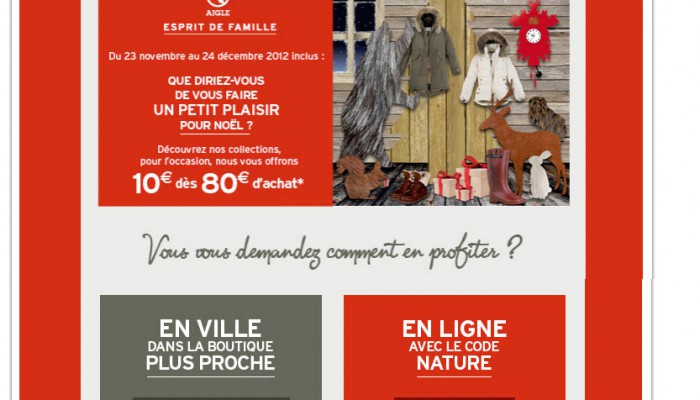 AIGLE
ESPRIT DE FAMILLE
Du 23 novembre au 24 décembre 2012 inclus :
QUE DIRIEZ-VOUS
DE VOUS FAIRE
UN PETIT PLAISIR
POUR NOËL ?
Découvrez nos collections,
pour l'occasion, nous vous offrons
10€ dès 80€ d'achat*
Vous vous demandez comment en profiter ?
EN VILLE
DANS LA BOUTIQUE
PLUS PROCHE
EN LIGNE
AVEC LE CODE
NATURE